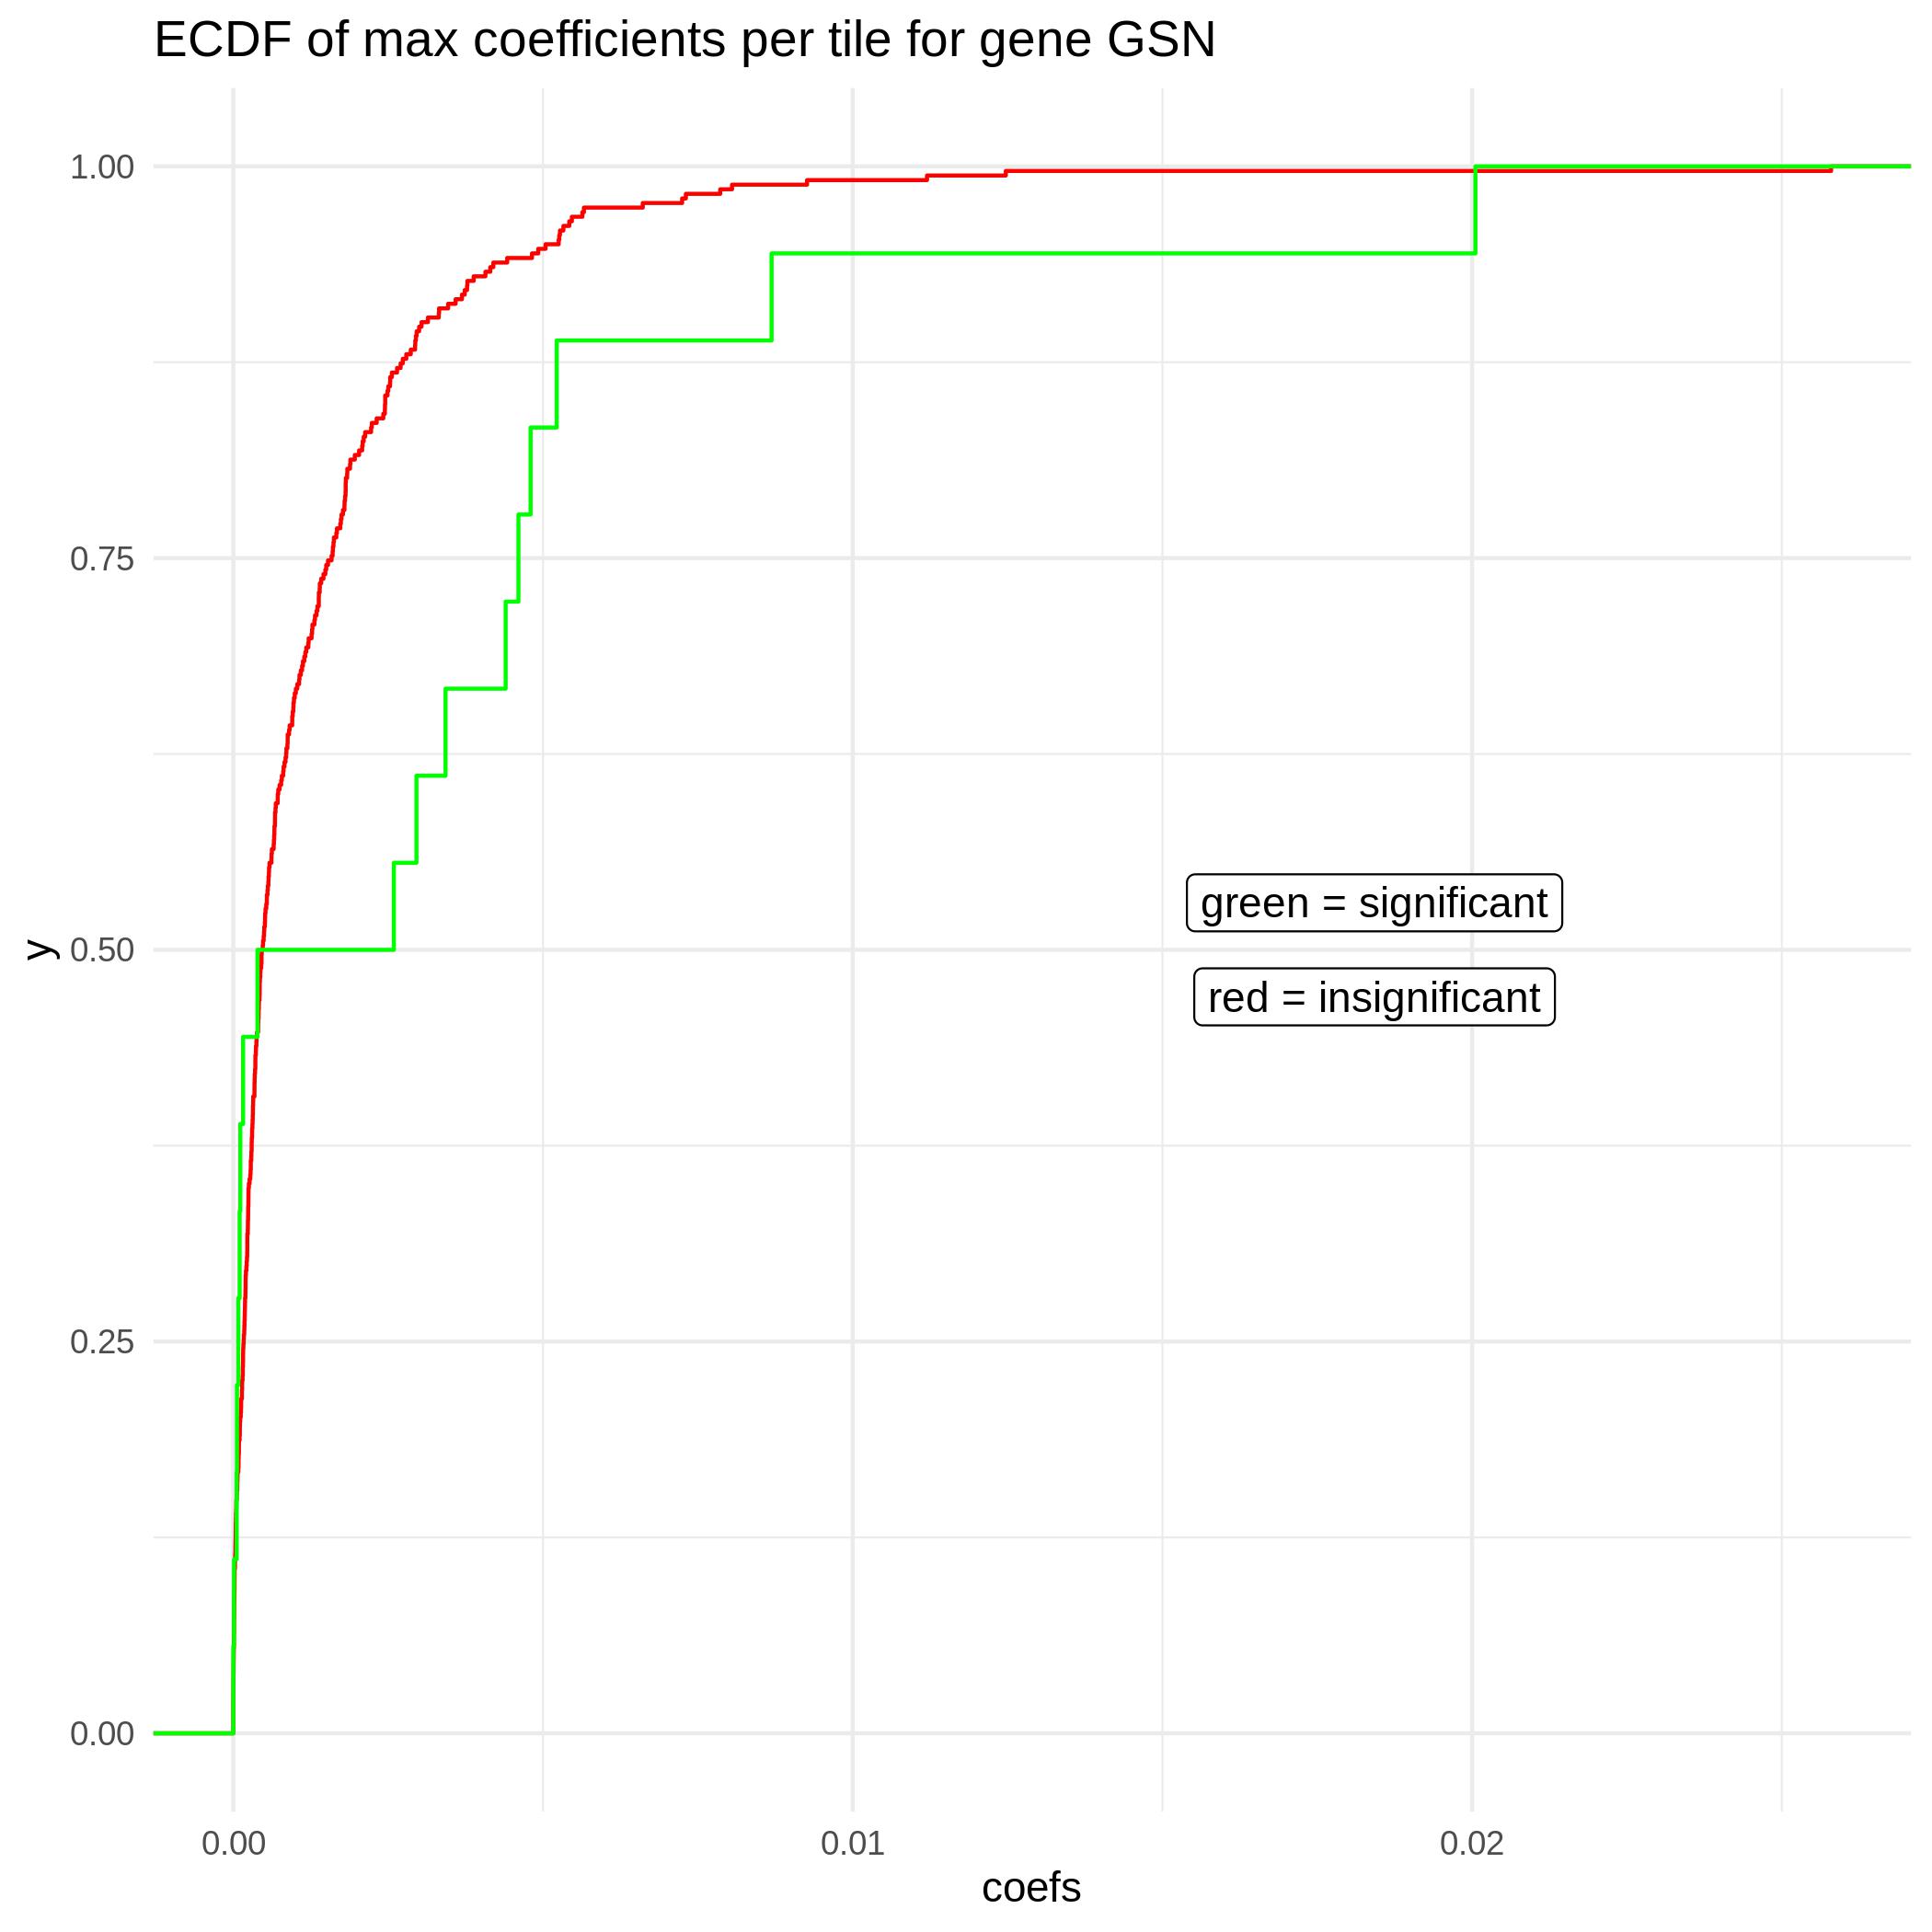 ECDF of max coefficients per tile for gene GSN
1.00
0.75
0.50
0.25
0.00
y
green = significant
red = insignificant
0.00 0.01 0.02
coefs